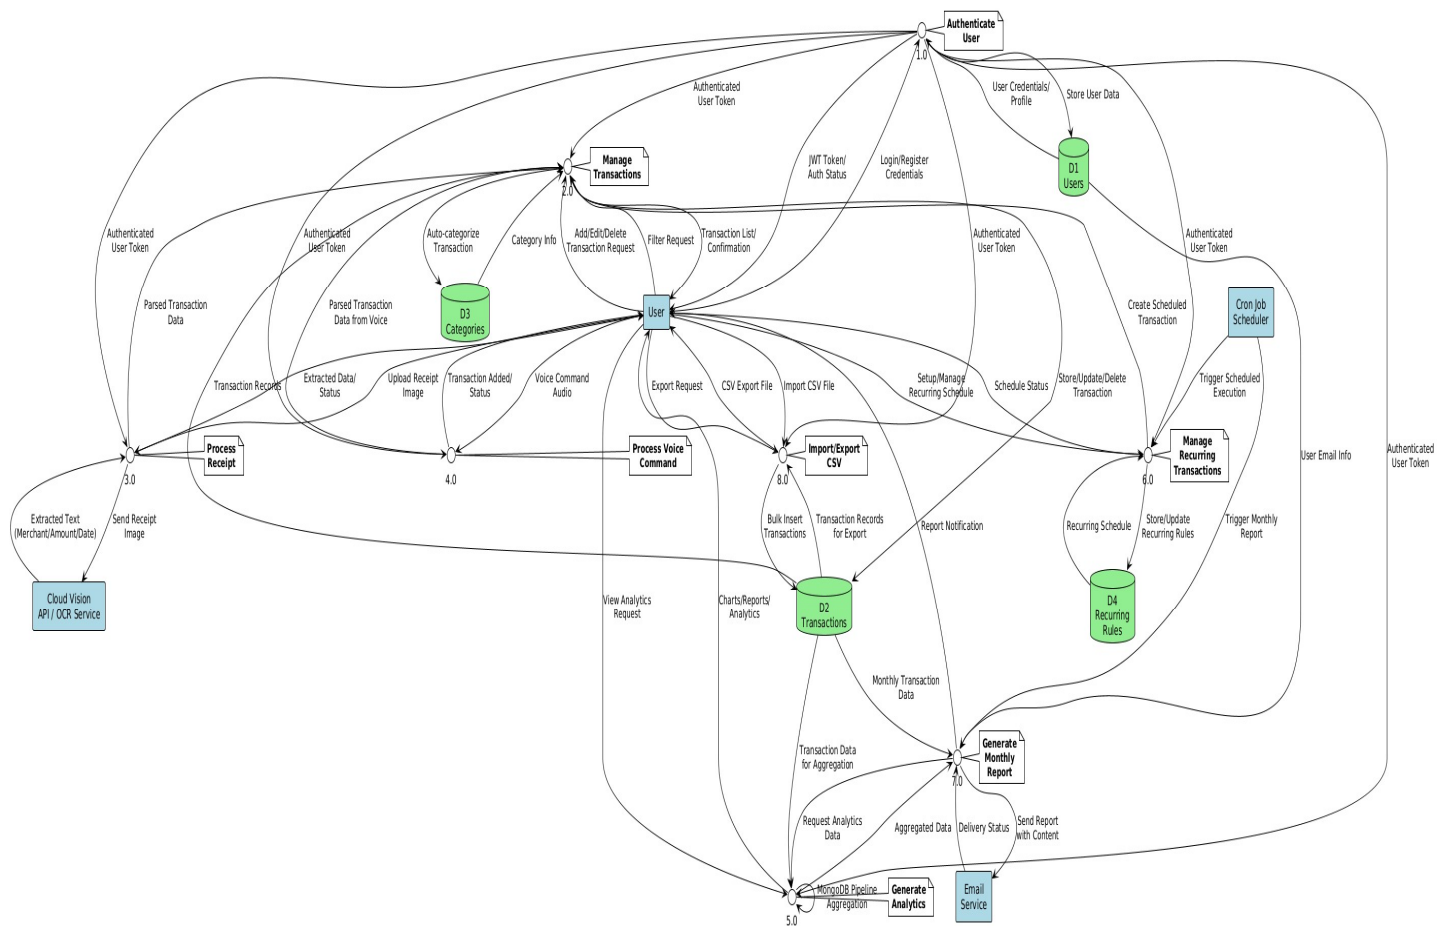 Authenticate
User
1.0
Authenticated
User Token
User Credentials/
Profile
Store User Data
JWT Token/
Auth Status
Login/Register
Credentials
D1
Users
Manage
Transactions
2.0
Authenticated
User Token
Authenticated
User Token
Auto-categorize
Transaction
Category Info
Add/Edit/Delete
Transaction Request
Filter Request
Transaction List/
Confirmation
Authenticated
User Token
Authenticated
User Token
Parsed Transaction
Data
Parsed Transaction
Data from Voice
D3
Categories
User
Create Scheduled
Transaction
Cron Job
Scheduler
Transaction Records
Extracted Data/
Status
Upload Receipt
Image
Transaction Added/
Status
Voice Command
Audio
Export Request
CSV Export File
Import CSV File
Setup/Manage
Recurring Schedule
Schedule Status
Store/Update/Delete
Transaction
Trigger Scheduled
Execution
Process
Receipt
3.0
Process Voice
Command
4.0
Import/Export
CSV
8.0
Manage
Recurring
Transactions
6.0
User Email Info
Authenticated
User Token
Extracted Text
(Merchant/Amount/Date)
Send Receipt
Image
Bulk Insert
Transactions
Transaction Records
for Export
Report Notification
Recurring Schedule
Store/Update
Recurring Rules
Trigger Monthly
Report
Cloud Vision
API / OCR Service
View Analytics
Request
Charts/Reports/
Analytics
D2
Transactions
D4
Recurring
Rules
Monthly Transaction
Data
Transaction Data
for Aggregation
Generate
Monthly
Report
7.0
Request Analytics
Data
Aggregated Data
Delivery Status
Send Report
with Content
MongoDB Pipeline
Aggregation
Generate
Analytics
5.0
Email
Service